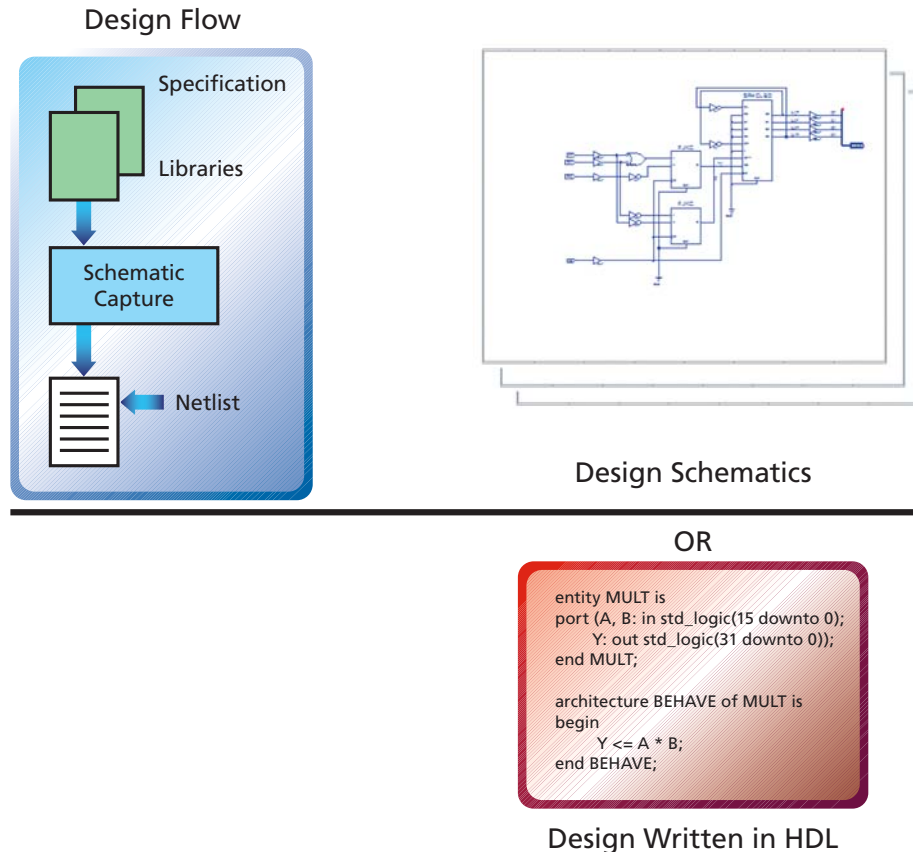 Design Flow
Specification
Libraries
Schematic
Capture
Netlist
Design Schematics
OR
entity MULT is
port (A, B: in std_logic(15 downto 0);
Y: out std_logic(31 downto 0));
end MULT;
architecture BEHAVE of MULT is
begin
Y <= A * B;
end BEHAVE;
Design Written in HDL